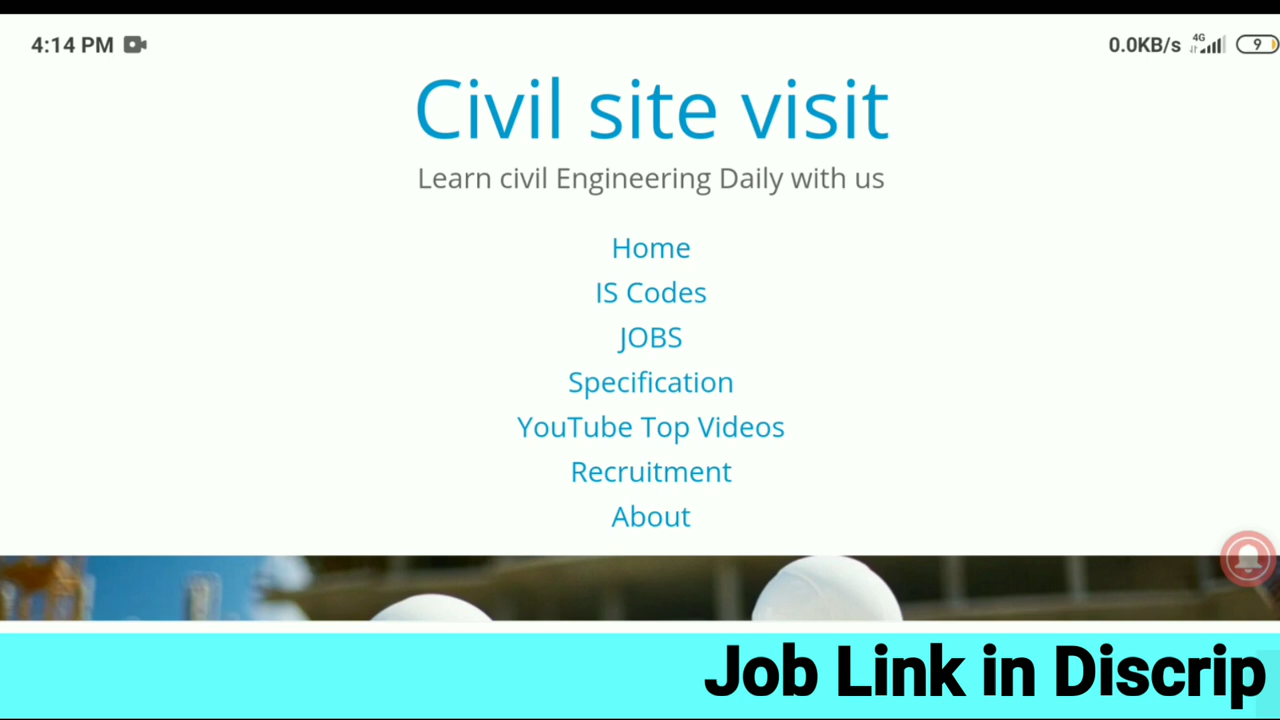 4:14 PM 0.0KB/s 4G 9
Civil site visit
Learn civil Engineering Daily with us
Home
IS Codes
JOBS
Specification
YouTube Top Videos
Recruitment
About
Job Link in Discrip